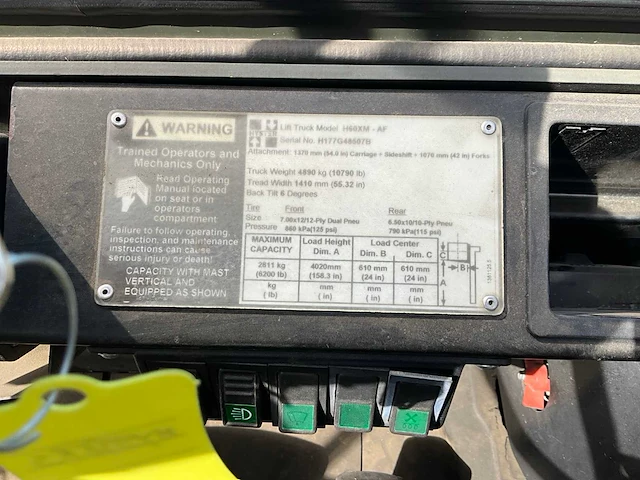 WARNING
Trained Operators and
Mechanics Only
Read Operating
Manual located
on seat or in
operators
compartment
Failure to follow operating,
inspection, and maintenance
instructions can cause
serious injury or death!
CAPACITY WITH MAST
VERTICAL AND
EQUIPPED AS SHOWN
Lift Truck Model: H60XM - AF
Serial No. H177G48587B
Attachment: 1370 mm (54.0 in) Carriage + Sideshift + 1070 mm (42 in) Forks
Truck Weight 4890 kg (10790 lb)
Tread Width 1410 mm (55.32 in)
Back Tilt 6 Degrees
Tire Front Rear
Size 7.00x12/12-Ply Dual Pneu 6.50x10/10-Ply Pneu
Pressure 860 kPa(125 psi) 790 kPa(115 psi)
MAXIMUM CAPACITY Load Height Dim. A Load Center Dim. B Dim. C
2811 kg 4020mm 610 mm 610 mm
(6200 lb) (158.3 in) (24 in) (24 in)
kg mm mm mm
( lb) ( in) ( in) ( in)
C
B
A